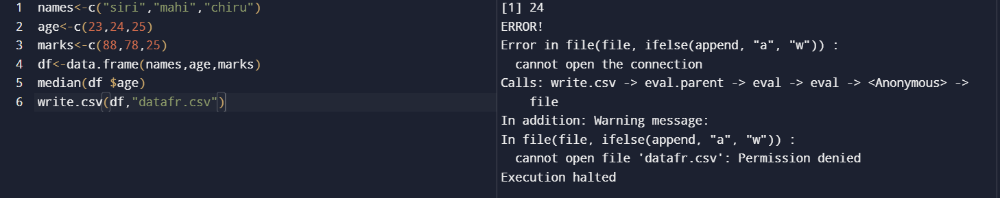 1 names<-c("siri","mahi","chiru")
2 age<-c(23,24,25)
3 marks<-c(88,78,25)
4 df<-data.frame(names,age,marks)
5 median(df $age)
6 write.csv(df,"datafr.csv")
[1] 24
ERROR!
Error in file(file, ifelse(append, "a", "w")) :
  cannot open the connection
Calls: write.csv -> eval.parent -> eval -> eval -> <Anonymous> ->
    file
In addition: Warning message:
In file(file, ifelse(append, "a", "w")) :
  cannot open file 'datafr.csv': Permission denied
Execution halted